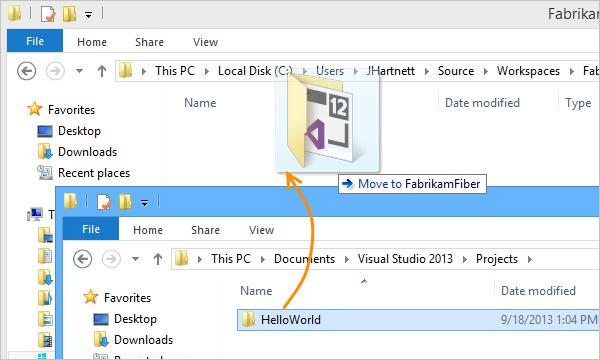 Fabrikam
File Home Share View
This PC Local Disk (C:) Users JHartnett Source Workspaces Fab
Name Date modified Type
Favorites
Desktop
Downloads
Recent places
12
Move to FabrikamFiber
T
File Home Share View
This PC Documents Visual Studio 2013 Projects
Name Date modified
Favorites
HelloWorld 9/18/2013 1:04 PM
Desktop
Downloads